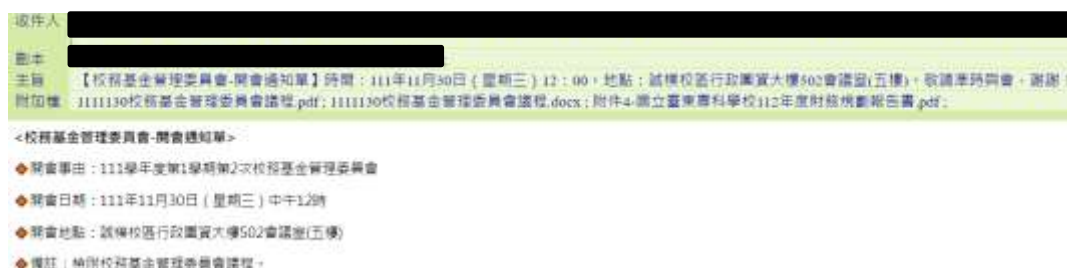 收件人
副本
主旨 【校務基金管理委員會-開會通知單】時間：111年11月30日（星期三）12：00，地點：誠樸校區行政圖資大樓502會議室(五樓)，敬請準時與會，謝謝！
附加檔 1111130校務基金管理委員會議程.pdf；1111130校務基金管理委員會議程.docx；附件4-國立臺東專科學校112年度財務規劃報告書.pdf；
<校務基金管理委員會-開會通知單>
◆開會事由：111學年度第1學期第2次校務基金管理委員會
◆開會日期：111年11月30日（星期三）中午12時
◆開會地點：誠樸校區行政圖資大樓502會議室(五樓)
◆備註：檢附校務基金管理委員會議程。